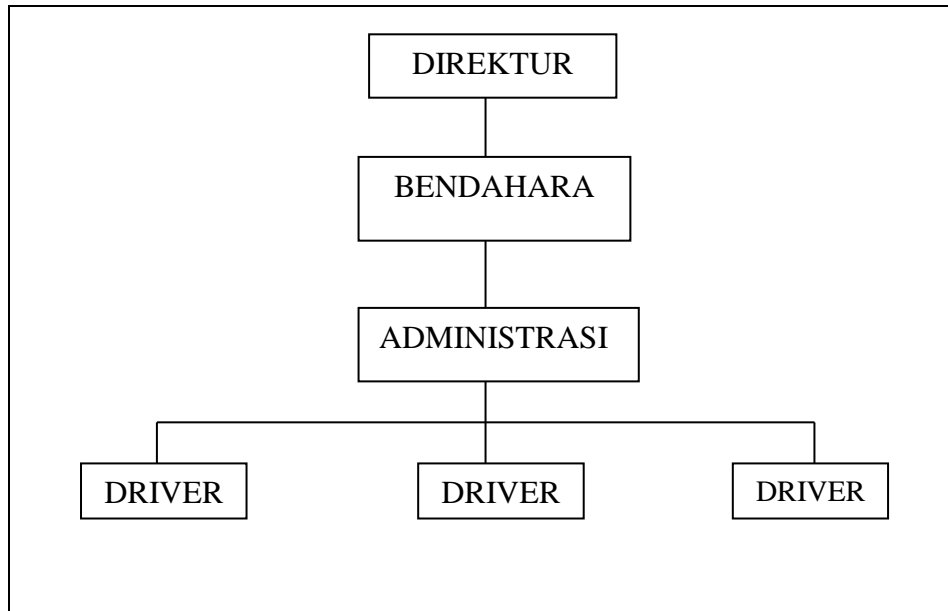 DIREKTUR
BENDAHARA
ADMINISTRASI
DRIVER
DRIVER
DRIVER